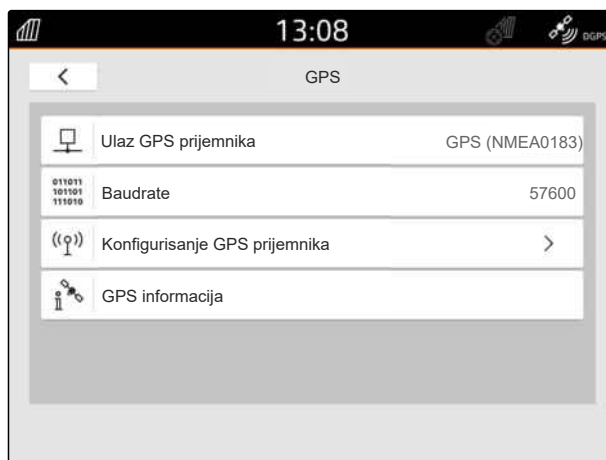 13:08
DGPS
GPS
Ulaz GPS prijemnika GPS (NMEA0183)
011011
101101
111010
Baudrate 57600
Konfigurisanje GPS prijemnika
GPS informacija